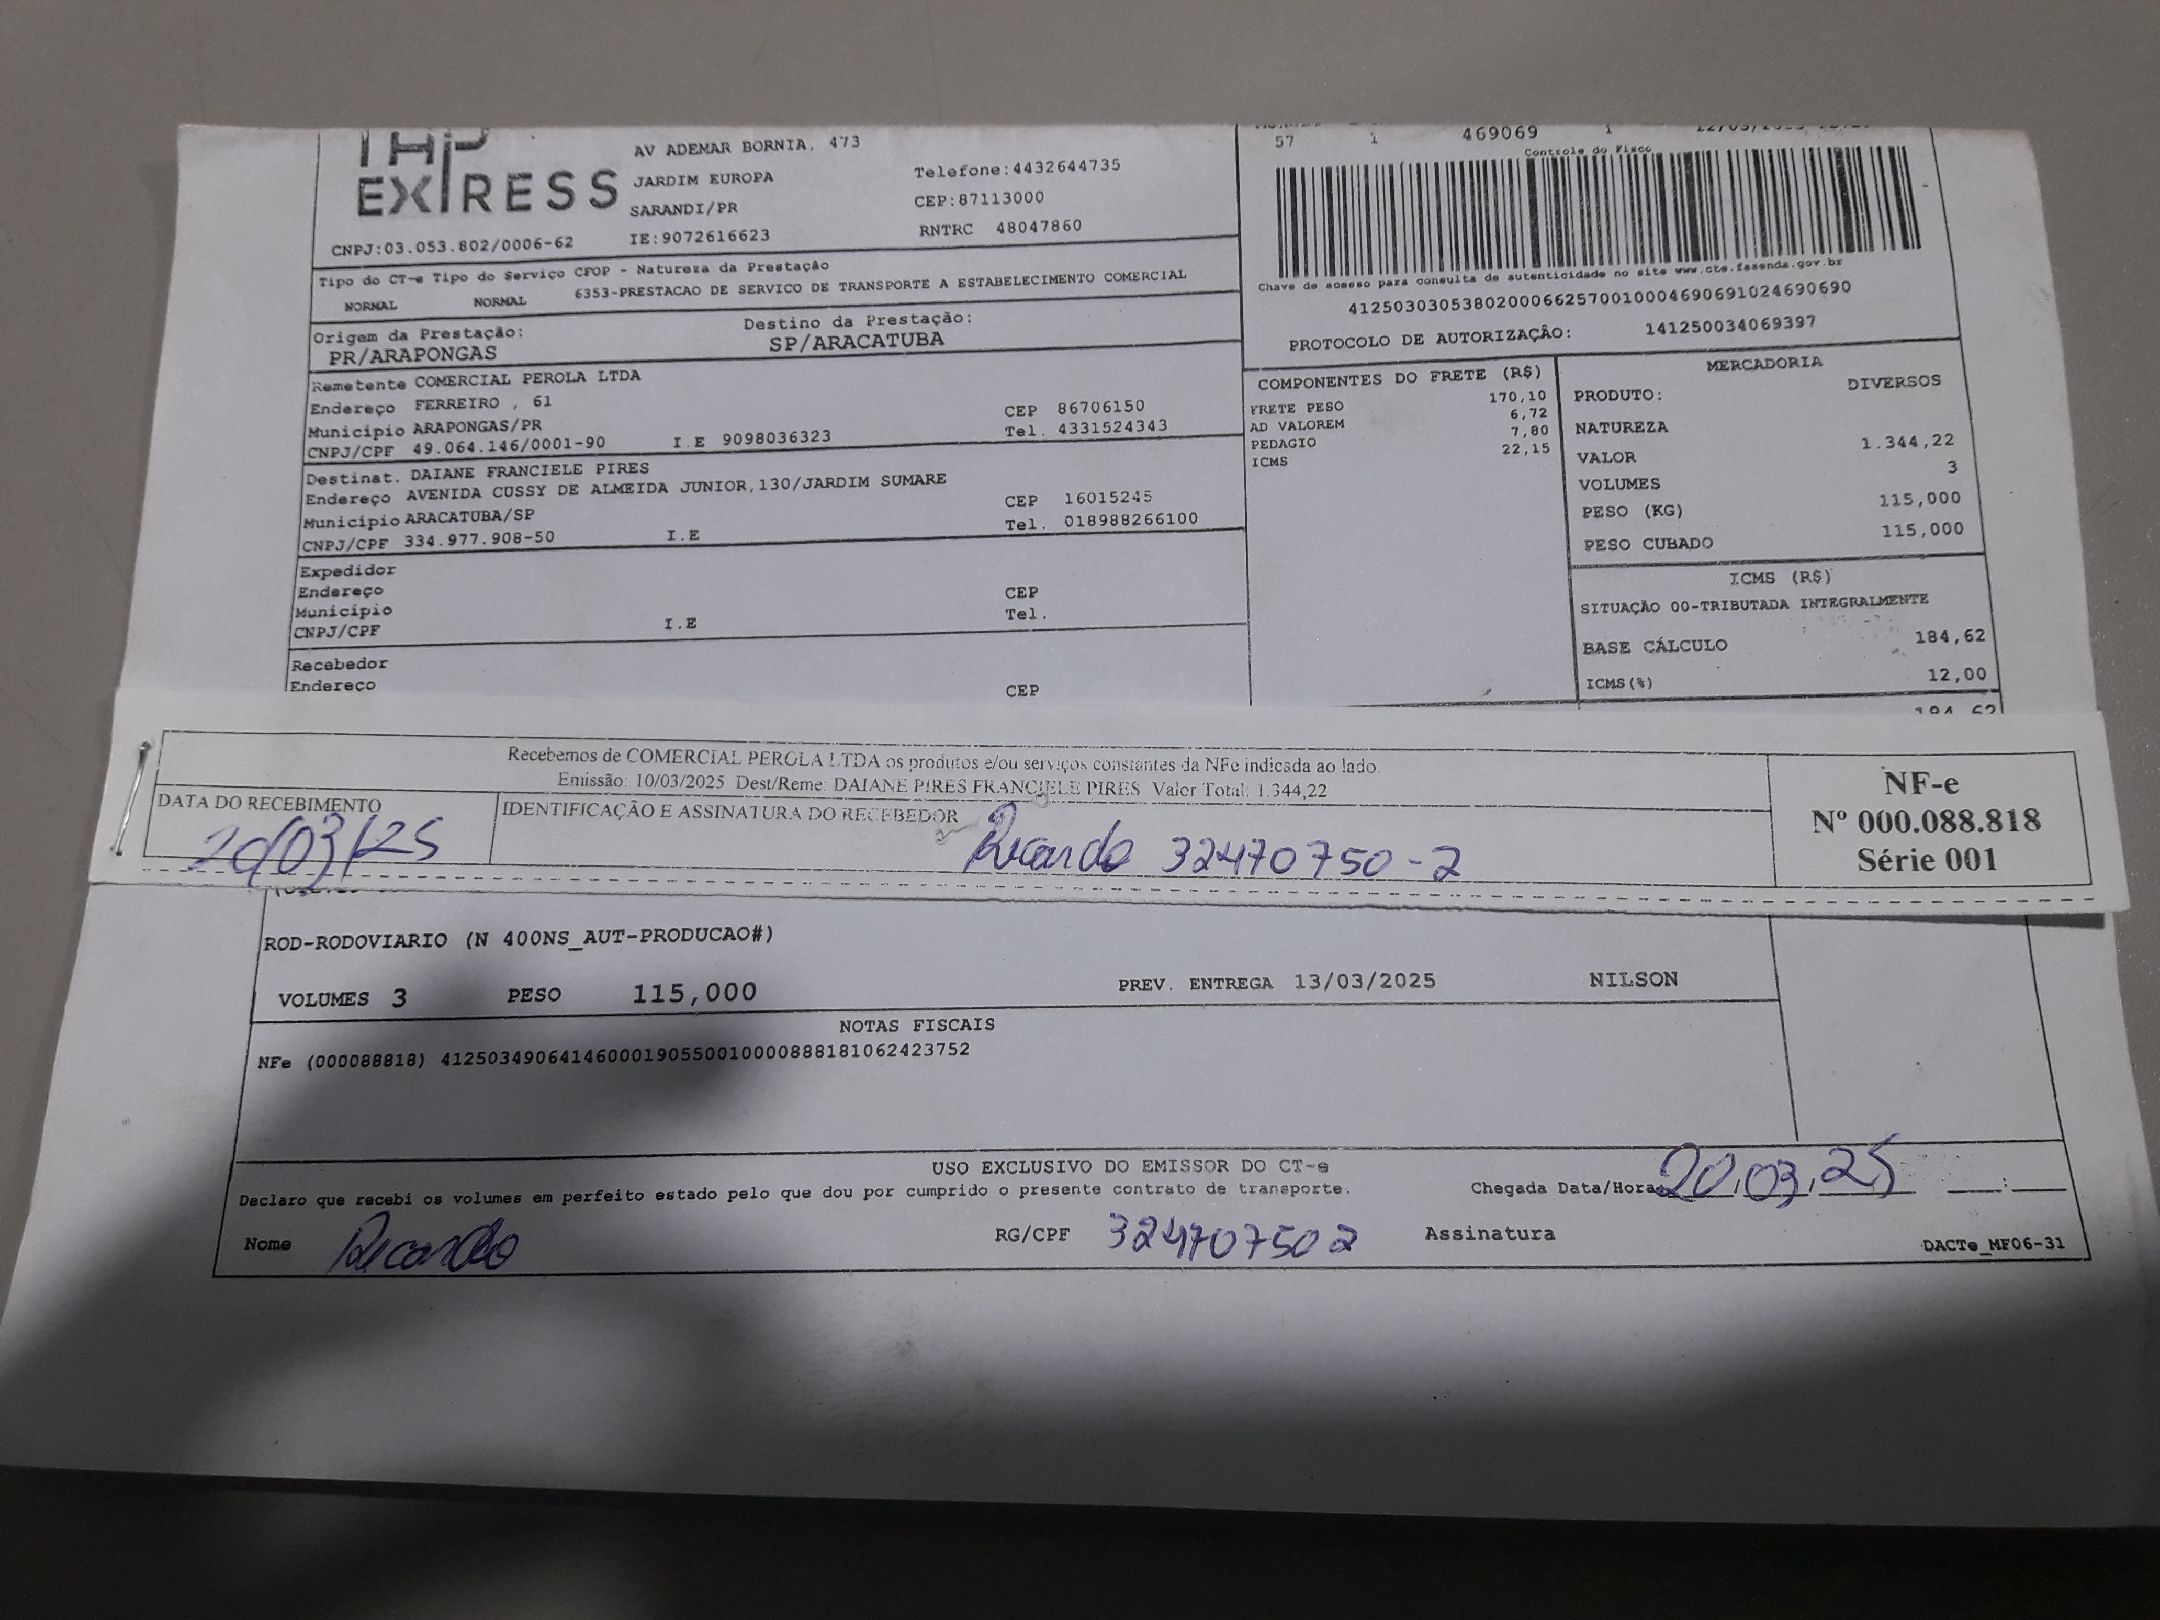 EXPRESS
AV ADEMAR BORNIA, 473
JARDIM EUROPA
SARANDI/PR
Telefone:4432644735
CEP:87113000
CNPJ:03.053.802/0006-62 IE:9072616623 RNTRC 48047860
57 1 469069 1
Controle do Fisco
Chave de acesso para consulta de autenticidade no site www.cte.fazenda.gov.br
41250303053802000662570010004690691024690690
PROTOCOLO DE AUTORIZAÇÃO: 141250034069397
Tipo do CT-e Tipo do Serviço CFOP - Natureza da Prestação
NORMAL NORMAL 6353-PRESTACAO DE SERVICO DE TRANSPORTE A ESTABELECIMENTO COMERCIAL
Origem da Prestação: Destino da Prestação:
PR/ARAPONGAS SP/ARACATUBA
Remetente COMERCIAL PEROLA LTDA
Endereço FERREIRO , 61 CEP 86706150
Município ARAPONGAS/PR Tel. 4331524343
CNPJ/CPF 49.064.146/0001-90 I.E 9098036323
Destinat. DAIANE FRANCIELE PIRES
Endereço AVENIDA CUSSY DE ALMEIDA JUNIOR,130/JARDIM SUMARE CEP 16015245
Município ARACATUBA/SP Tel. 018988266100
CNPJ/CPF 334.977.908-50 I.E
Expedidor
Endereço CEP
Município Tel.
CNPJ/CPF I.E
Recebedor
Endereco CEP
COMPONENTES DO FRETE (R$)
FRETE PESO 170,10
AD VALOREM 6,72
PEDAGIO 7,80
ICMS 22,15
MERCADORIA
PRODUTO: DIVERSOS
NATUREZA
VALOR 1.344,22
VOLUMES 3
PESO (KG) 115,000
PESO CUBADO 115,000
ICMS (R$)
SITUAÇÃO 00-TRIBUTADA INTEGRALMENTE
BASE CÁLCULO 184,62
ICMS(%) 12,00
184,62
Recebemos de COMERCIAL PEROLA LTDA os produtos e/ou serviços constantes da NFe indicada ao lado.
Emissão: 10/03/2025 Dest/Reme: DAIANE PIRES FRANCIELE PIRES Valor Total: 1.344,22
DATA DO RECEBIMENTO IDENTIFICAÇÃO E ASSINATURA DO RECEBEDOR
20/03/25 Ricardo 32470750-2
NF-e
Nº 000.088.818
Série 001
ROD-RODOVIARIO (N 400NS_AUT-PRODUCAO#)
VOLUMES 3 PESO 115,000 PREV. ENTREGA 13/03/2025 NILSON
NOTAS FISCAIS
NFe (000088818) 41250349064146000190550010000888181062423752
USO EXCLUSIVO DO EMISSOR DO CT-e
Declaro que recebi os volumes em perfeito estado pelo que dou por cumprido o presente contrato de transporte. Chegada Data/Hora 20,03,25 __:__
Nome Ricardo RG/CPF 324707502 Assinatura
DACTe_MF06-31